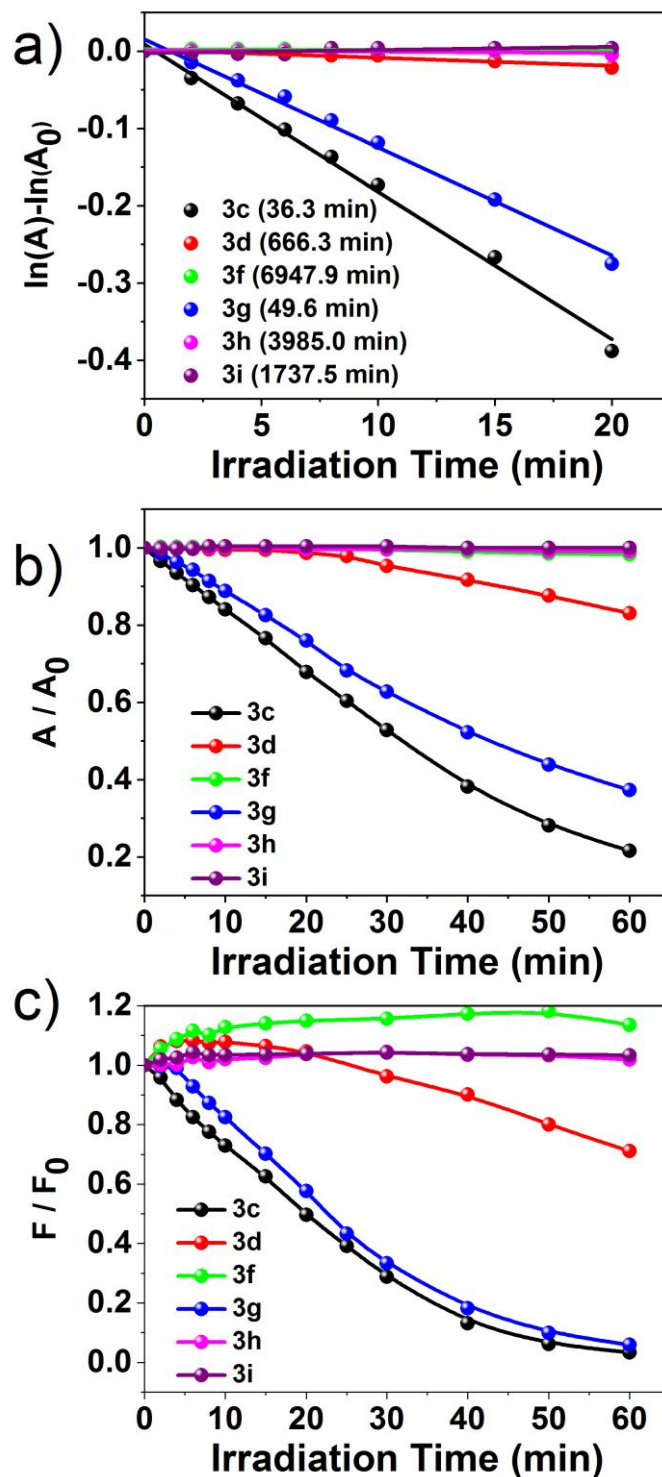 a)
0.0
-0.1
-0.2
-0.3
-0.4
ln(A)-ln(A0)
3c (36.3 min)
3d (666.3 min)
3f (6947.9 min)
3g (49.6 min)
3h (3985.0 min)
3i (1737.5 min)
0 5 10 15 20
Irradiation Time (min)
b)
1.0
0.8
0.6
0.4
0.2
A / A0
3c
3d
3f
3g
3h
3i
0 10 20 30 40 50 60
Irradiation Time (min)
c)
1.2
1.0
0.8
0.6
0.4
0.2
0.0
F / F0
3c
3d
3f
3g
3h
3i
0 10 20 30 40 50 60
Irradiation Time (min)